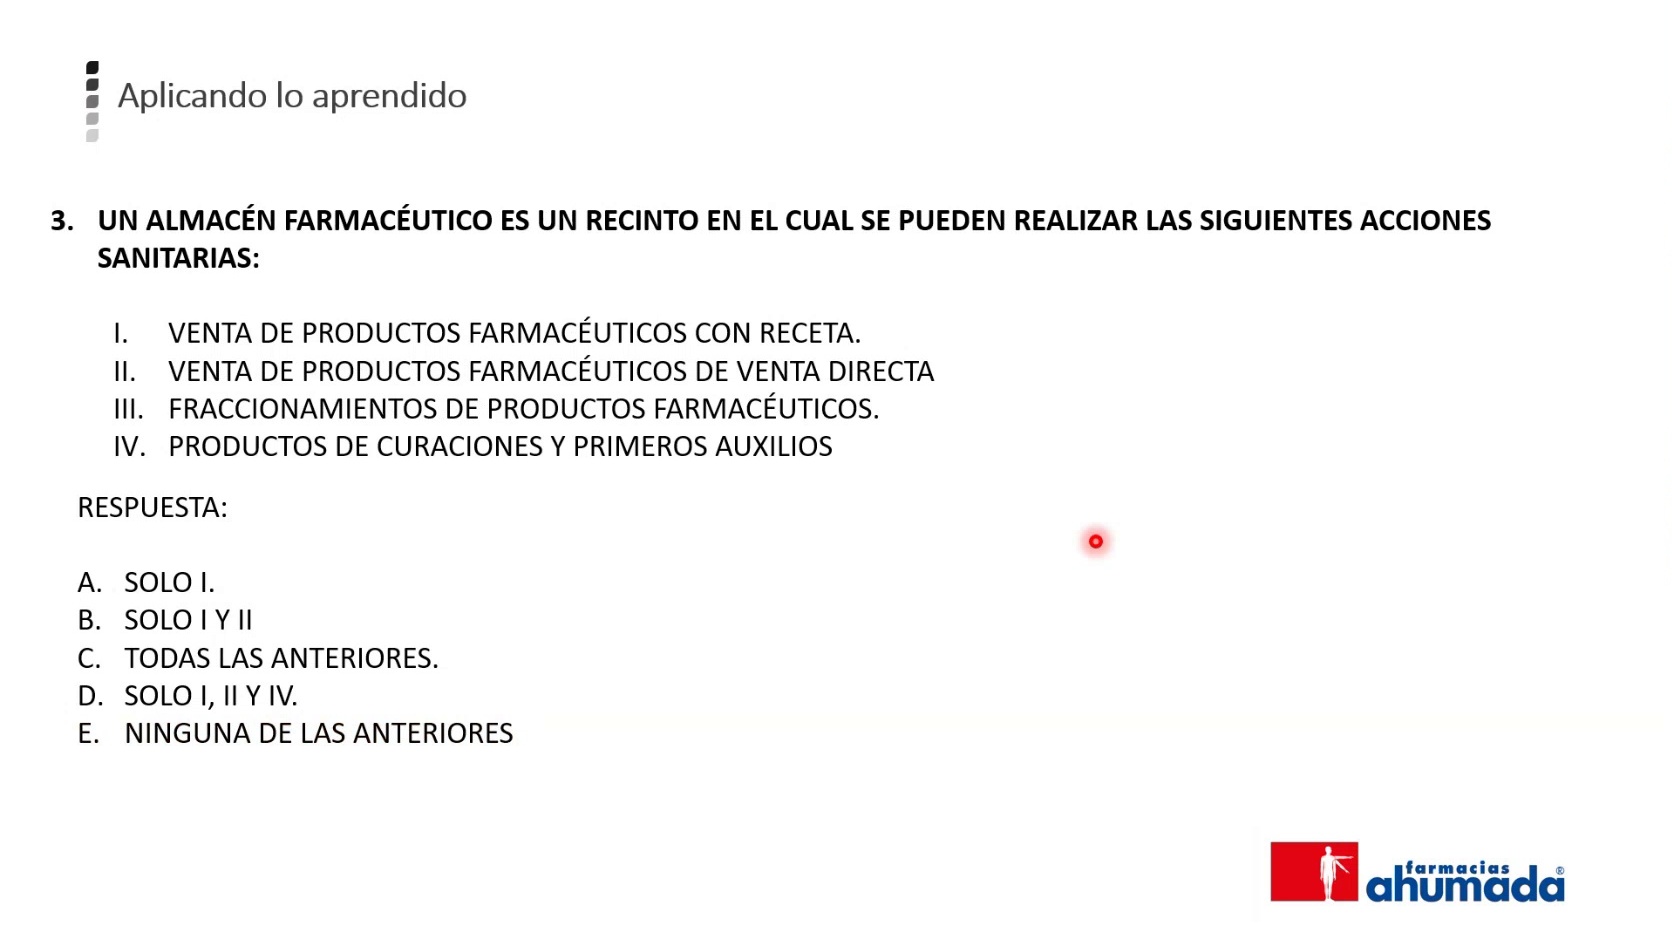 Aplicando lo aprendido
3. UN ALMACÉN FARMACÉUTICO ES UN RECINTO EN EL CUAL SE PUEDEN REALIZAR LAS SIGUIENTES ACCIONES
SANITARIAS:
I. VENTA DE PRODUCTOS FARMACÉUTICOS CON RECETA.
II. VENTA DE PRODUCTOS FARMACÉUTICOS DE VENTA DIRECTA
III. FRACCIONAMIENTOS DE PRODUCTOS FARMACÉUTICOS.
IV. PRODUCTOS DE CURACIONES Y PRIMEROS AUXILIOS
RESPUESTA:
A. SOLO I.
B. SOLO I Y II
C. TODAS LAS ANTERIORES.
D. SOLO I, II Y IV.
E. NINGUNA DE LAS ANTERIORES
farmacias
ahumada®